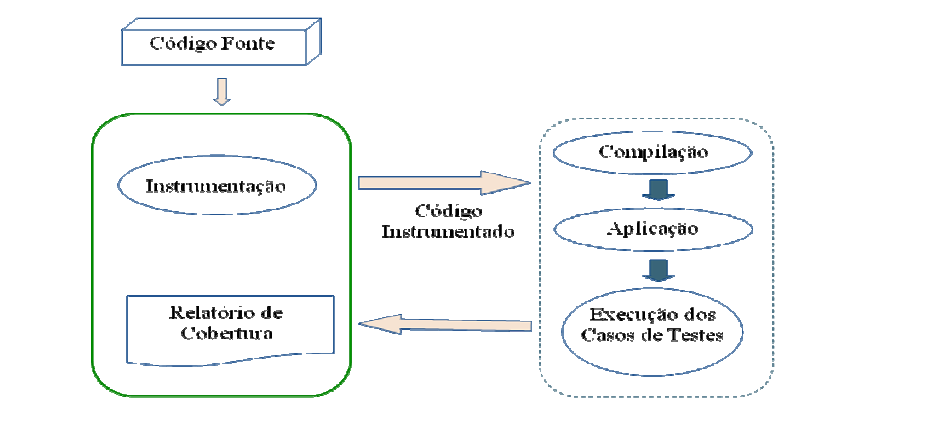 Código Fonte
Instrumentação
Código
Instrumentado
Relatório de
Cobertura
Compilação
Aplicação
Execução dos
Casos de Testes